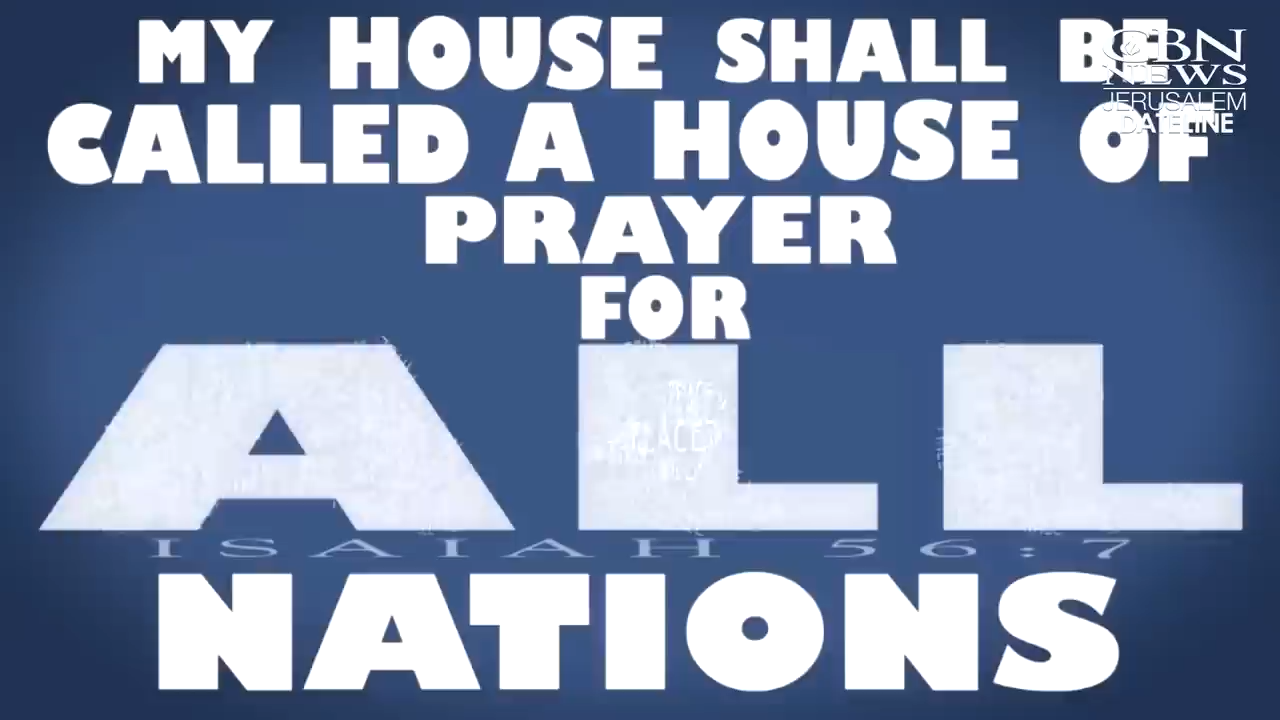 MY HOUSE SHALL BE
CBN
NEWS
JERUSALEM
DATELINE
CALLED A HOUSE OF
PRAYER
FOR
ALL
ISAIAH 56:7
NATIONS